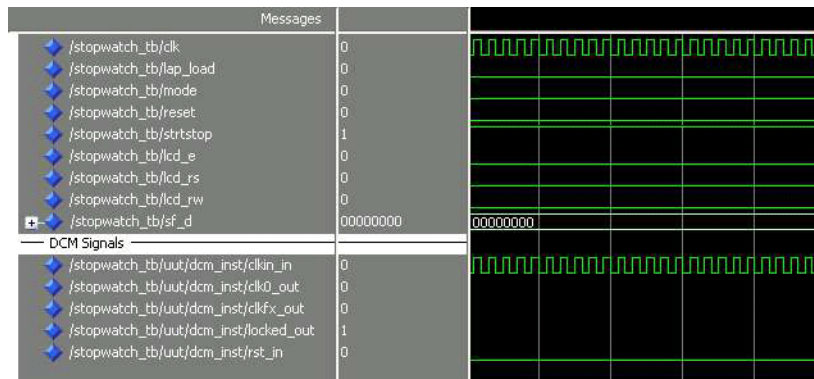 Messages
/stopwatch_tb/clk 0
/stopwatch_tb/lap_load 0
/stopwatch_tb/mode 0
/stopwatch_tb/reset 0
/stopwatch_tb/strtstop 1
/stopwatch_tb/lcd_e 0
/stopwatch_tb/lcd_rs 0
/stopwatch_tb/lcd_rw 0
/stopwatch_tb/sf_d 00000000 00000000
DCM Signals
/stopwatch_tb/uut/dcm_inst/clkin_in 0
/stopwatch_tb/uut/dcm_inst/clk0_out 0
/stopwatch_tb/uut/dcm_inst/clkfx_out 0
/stopwatch_tb/uut/dcm_inst/locked_out 1
/stopwatch_tb/uut/dcm_inst/rst_in 0